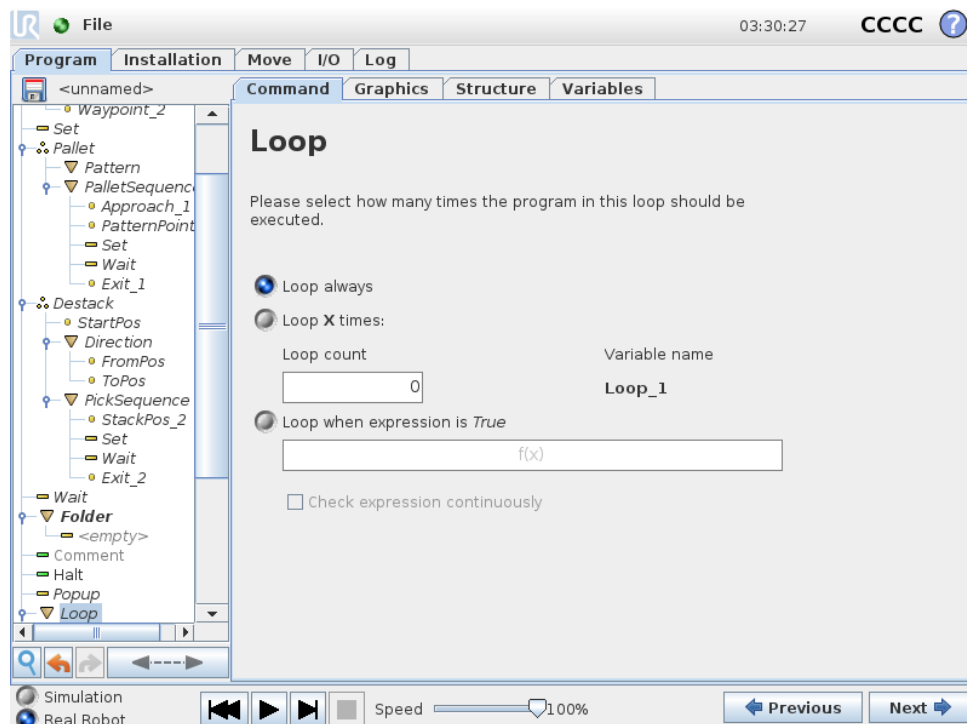 UR File 03:30:27 CCCC ?
Program Installation Move I/O Log
<unnamed> Command Graphics Structure Variables
Waypoint_2
Set
Pallet
Pattern
PalletSequenc
Approach_1
PatternPoint
Set
Wait
Exit_1
Destack
StartPos
Direction
FromPos
ToPos
PickSequence
StackPos_2
Set
Wait
Exit_2
Wait
Folder
<empty>
Comment
Halt
Popup
Loop
Loop
Please select how many times the program in this loop should be
executed.
Loop always
Loop X times:
Loop count Variable name
0 Loop_1
Loop when expression is True
f(x)
Check expression continuously
Simulation
Real Robot
Speed 100% Previous Next